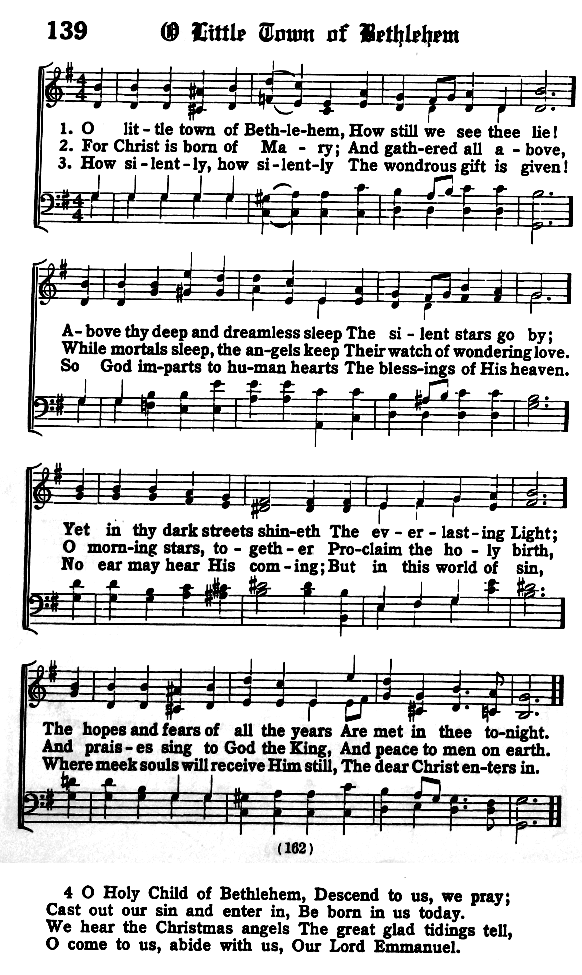 139 O Little Town of Bethlehem
1. O lit-tle town of Beth-le-hem, How still we see thee lie!
2. For Christ is born of Ma-ry; And gath-ered all a-bove,
3. How si-lent-ly, how si-lent-ly The wondrous gift is given!
A-bove thy deep and dreamless sleep The si-lent stars go by;
While mortals sleep, the an-gels keep Their watch of wondering love.
So God im-parts to hu-man hearts The bless-ings of His heaven.
Yet in thy dark streets shin-eth The ev-er-last-ing Light;
O morn-ing stars, to-geth-er Pro-claim the ho-ly birth,
No ear may hear His com-ing; But in this world of sin,
The hopes and fears of all the years Are met in thee to-night.
And prais-es sing to God the King, And peace to men on earth.
Where meek souls will receive Him still, The dear Christ en-ters in.
(162)
4 O Holy Child of Bethlehem, Descend to us, we pray;
Cast out our sin and enter in, Be born in us today.
We hear the Christmas angels The great glad tidings tell,
O come to us, abide with us, Our Lord Emmanuel.